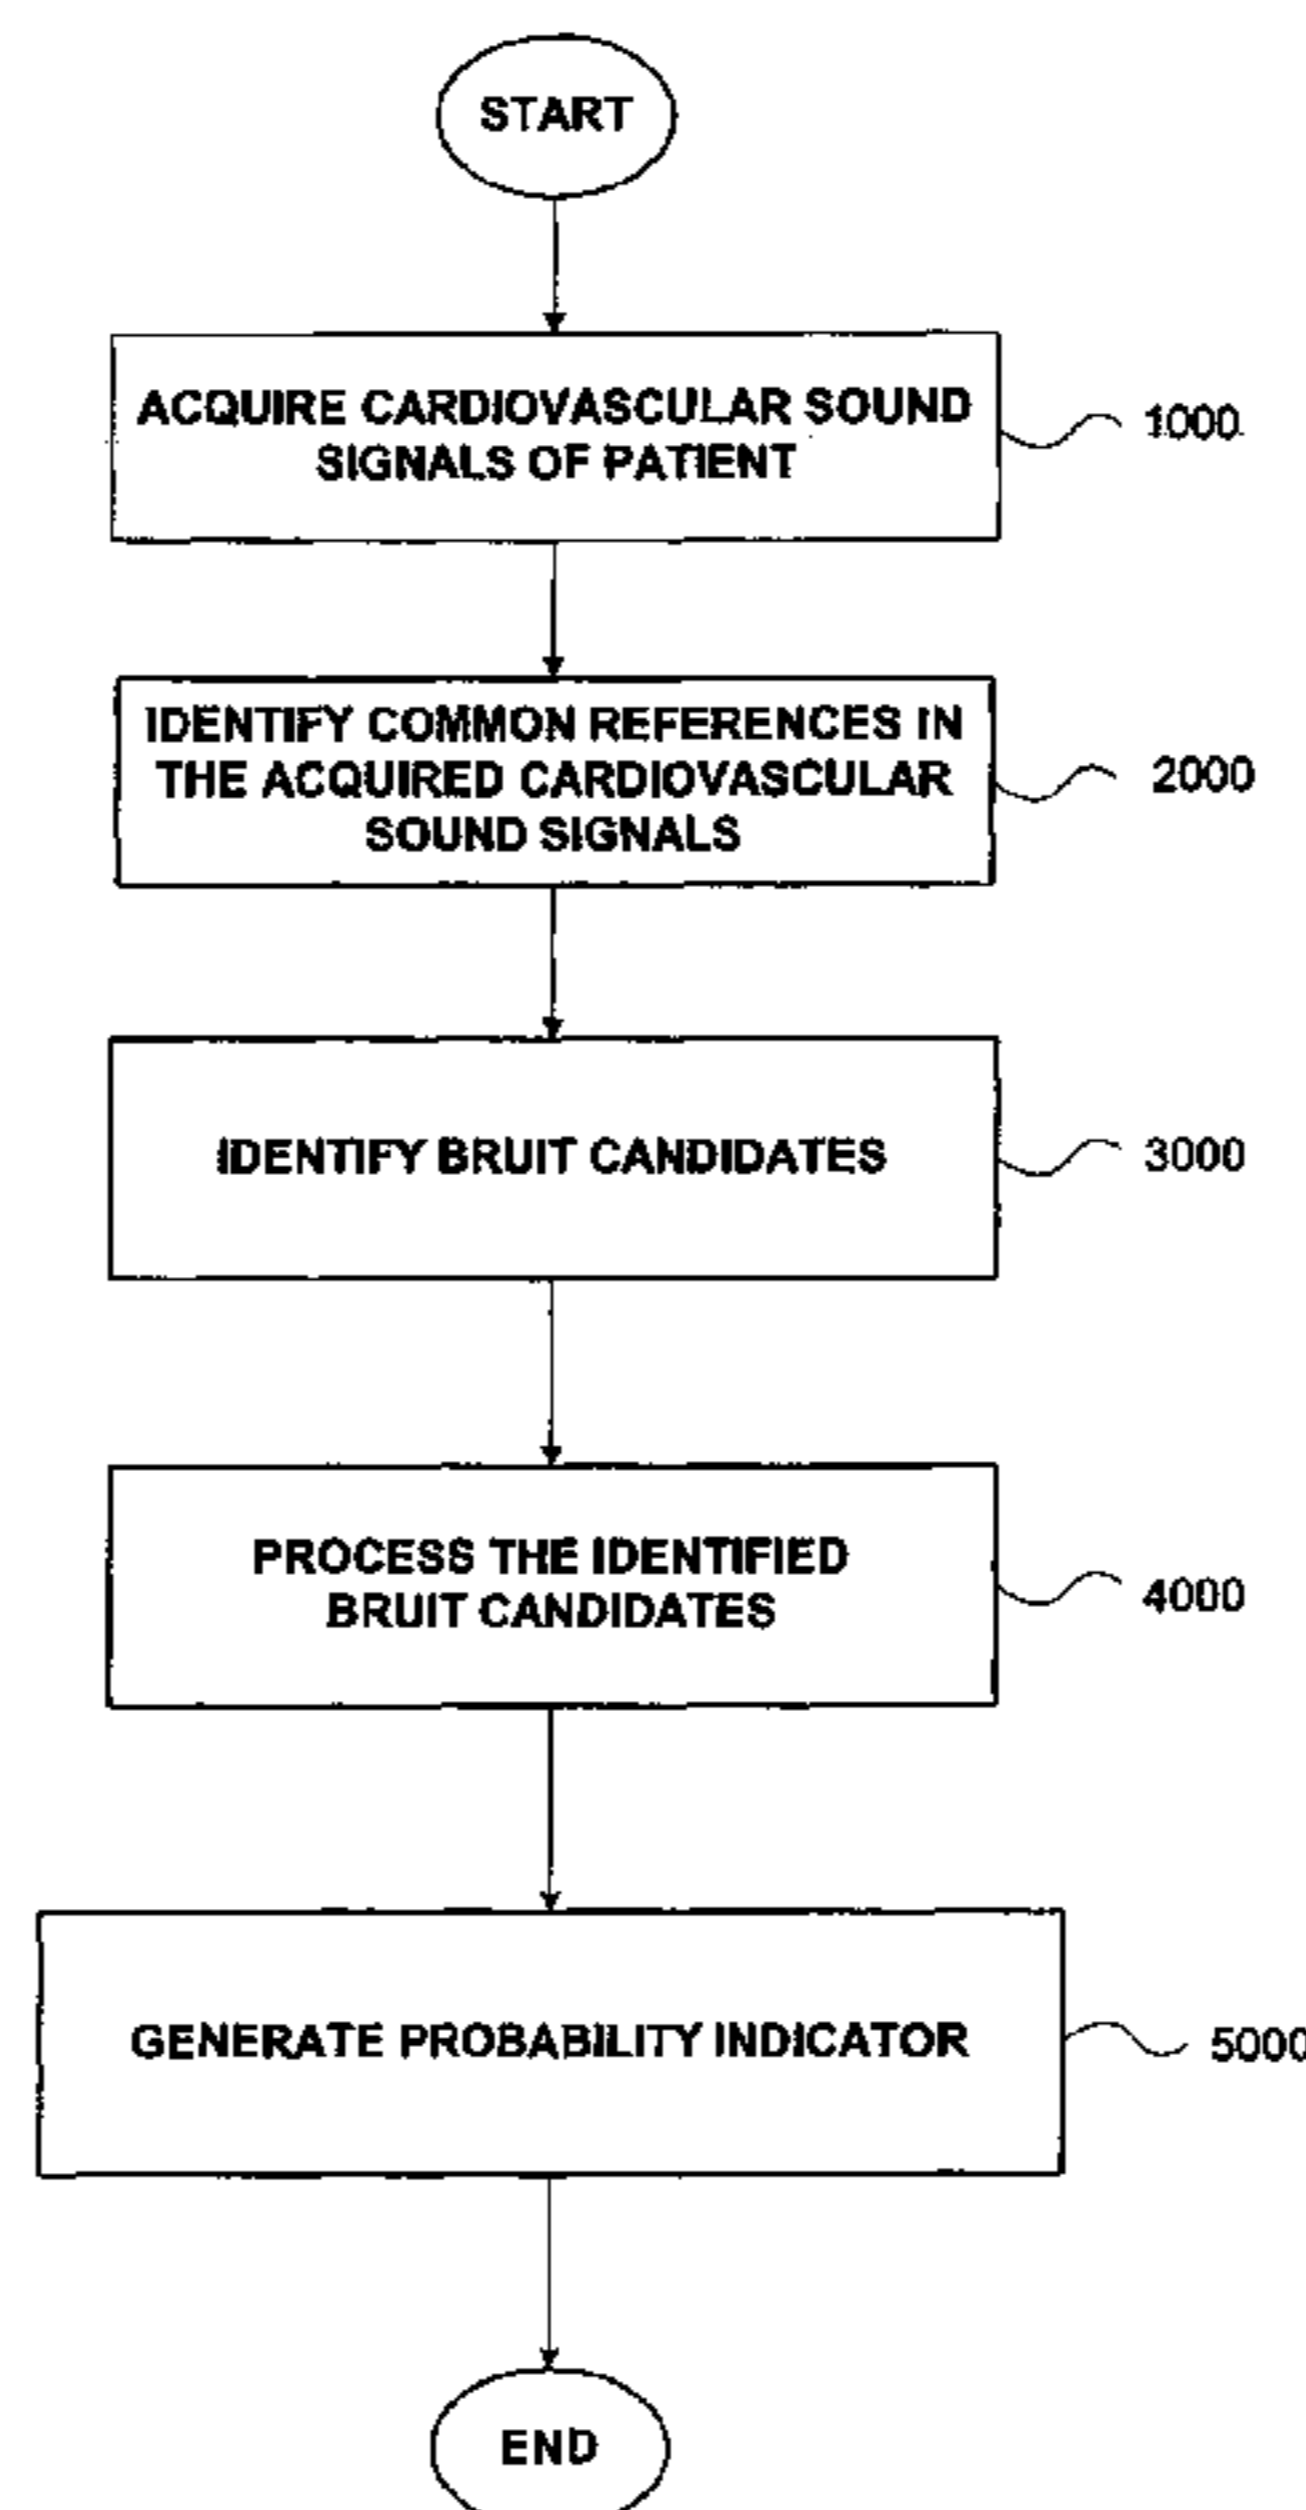 START
ACQUIRE CARDIOVASCULAR SOUND
SIGNALS OF PATIENT
1000
IDENTIFY COMMON REFERENCES IN
THE ACQUIRED CARDIOVASCULAR
SOUND SIGNALS
2000
IDENTIFY BRUIT CANDIDATES
3000
PROCESS THE IDENTIFIED
BRUIT CANDIDATES
4000
GENERATE PROBABILITY INDICATOR
5000
END